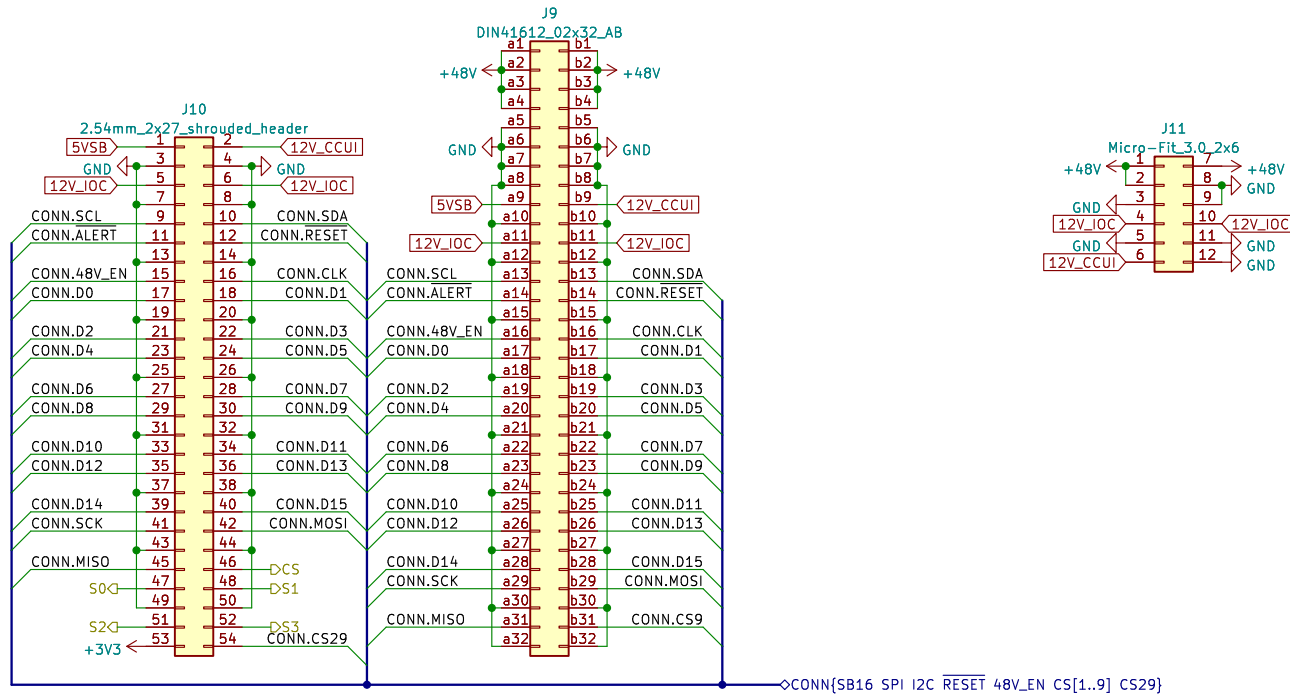 J9
DIN41612_02x32_AB
a1 b1
+48V a2 b2 +48V
a3 b3
a4 b4
a5 b5
GND a6 b6 GND
a7 b7
a8 b8
5VSB a9 b9 12V_CCUI
a10 b10
12V_IOC a11 b11 12V_IOC
a12 b12
CONN.SCL a13 b13 CONN.SDA
CONN.ALERT a14 b14 CONN.RESET
a15 b15
CONN.48V_EN a16 b16 CONN.CLK
CONN.D0 a17 b17 CONN.D1
a18 b18
CONN.D2 a19 b19 CONN.D3
CONN.D4 a20 b20 CONN.D5
a21 b21
CONN.D6 a22 b22 CONN.D7
CONN.D8 a23 b23 CONN.D9
a24 b24
CONN.D10 a25 b25 CONN.D11
CONN.D12 a26 b26 CONN.D13
a27 b27
CONN.D14 a28 b28 CONN.D15
CONN.SCK a29 b29 CONN.MOSI
a30 b30
CONN.MISO a31 b31 CONN.CS9
a32 b32
J10
2.54mm_2x27_shrouded_header
5VSB 1 2 12V_CCUI
GND 3 4 GND
12V_IOC 5 6 12V_IOC
7 8
CONN.SCL 9 10 CONN.SDA
CONN.ALERT 11 12 CONN.RESET
13 14
CONN.48V_EN 15 16 CONN.CLK
CONN.D0 17 18 CONN.D1
19 20
CONN.D2 21 22 CONN.D3
CONN.D4 23 24 CONN.D5
25 26
CONN.D6 27 28 CONN.D7
CONN.D8 29 30 CONN.D9
31 32
CONN.D10 33 34 CONN.D11
CONN.D12 35 36 CONN.D13
37 38
CONN.D14 39 40 CONN.D15
CONN.SCK 41 42 CONN.MOSI
43 44
CONN.MISO 45 46 CS
S0 47 48 S1
49 50
S2 51 52 S3
+3V3 53 54 CONN.CS29
J11
Micro-Fit_3.0_2x6
+48V 1 7 +48V
2 8 GND
GND 3 9
12V_IOC 4 10 12V_IOC
GND 5 11 GND
12V_CCUI 6 12 GND
CONN{SB16 SPI I2C RESET 48V_EN CS[1..9] CS29}